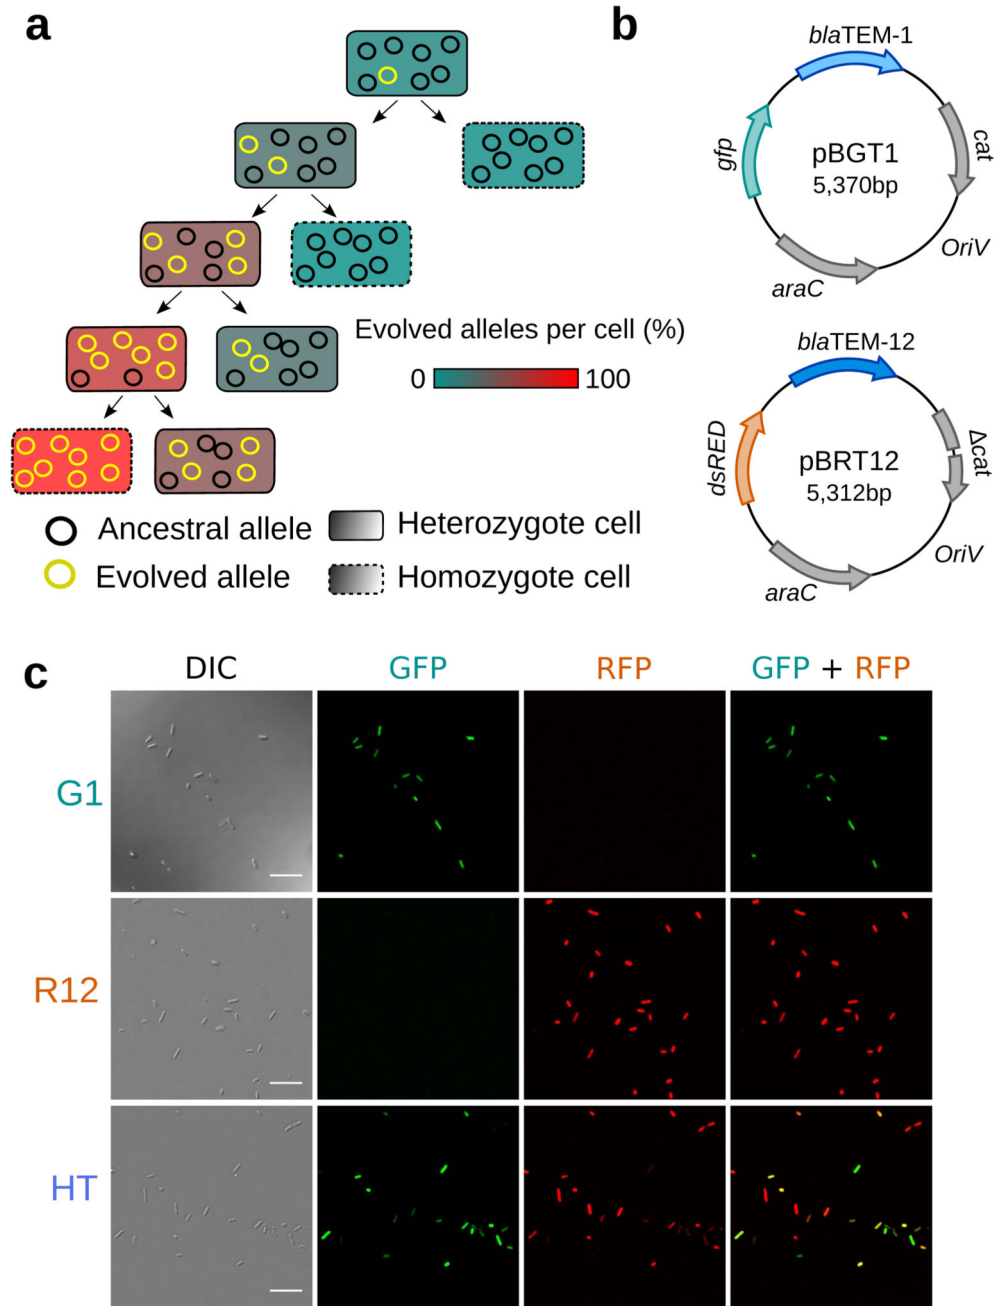 a
Evolved alleles per cell (%)
0 100
Ancestral allele
Evolved allele
Heterozygote cell
Homozygote cell
b
blaTEM-1
gfp
cat
pBGT1
5,370bp
OriV
araC
blaTEM-12
dsRED
Δcat
pBRT12
5,312bp
OriV
araC
c
DIC GFP RFP GFP + RFP
G1
R12
HT